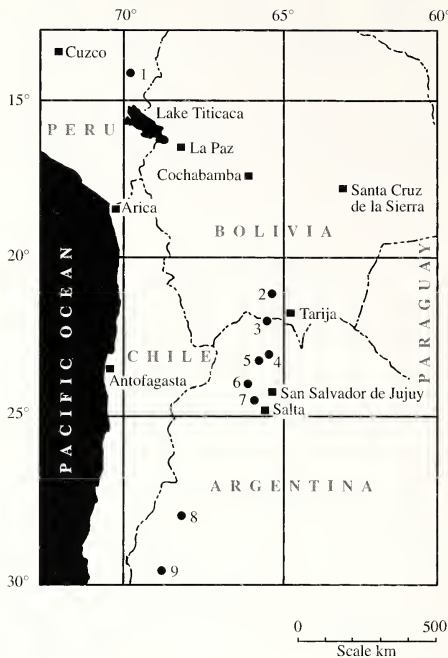 70° 65° 60°
Cuzco
1
15°
Lake Titicaca
PERU
La Paz
Cochabamba
Santa Cruz
de la Sierra
Arica
BOLIVIA
20°
PARAGUAY
2
Tarija
3
PACIFIC OCEAN
CHILE
5 4
Antofagasta
6
San Salvador de Jujuy
7
Salta
25°
ARGENTINA
8
9
30°
0 500
Scale km